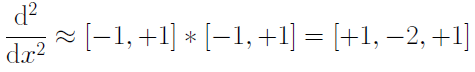 d²/dx² ≈ [−1, +1] ∗ [−1, +1] = [+1, −2, +1]